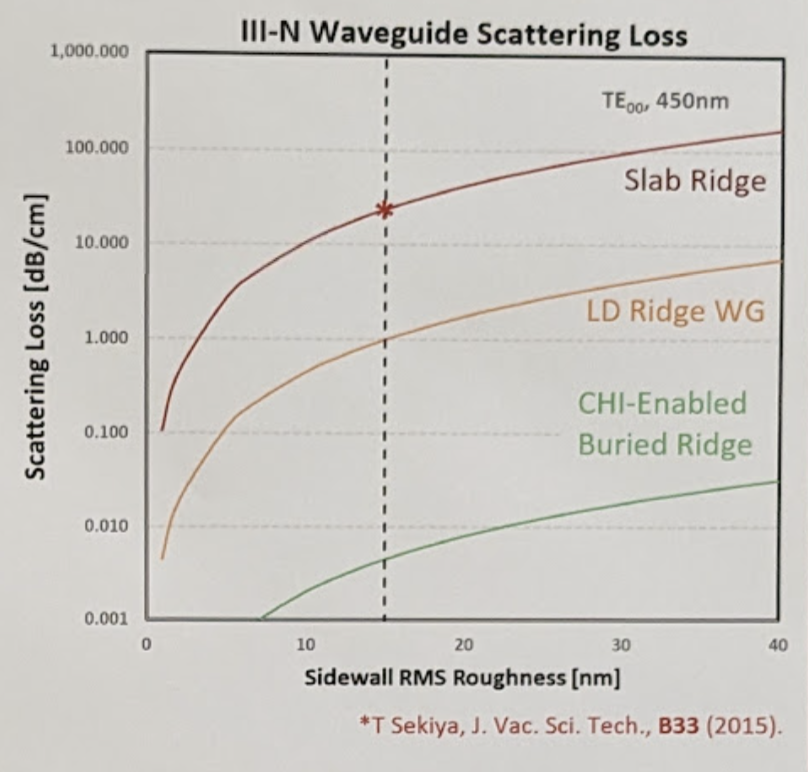 III-N Waveguide Scattering Loss
1,000.000
TE₀₀, 450nm
100.000
Slab Ridge
10.000
LD Ridge WG
1.000
CHI-Enabled
0.100
Buried Ridge
0.010
0.001
Scattering Loss [dB/cm]
0 10 20 30 40
Sidewall RMS Roughness [nm]
*T Sekiya, J. Vac. Sci. Tech., B33 (2015).